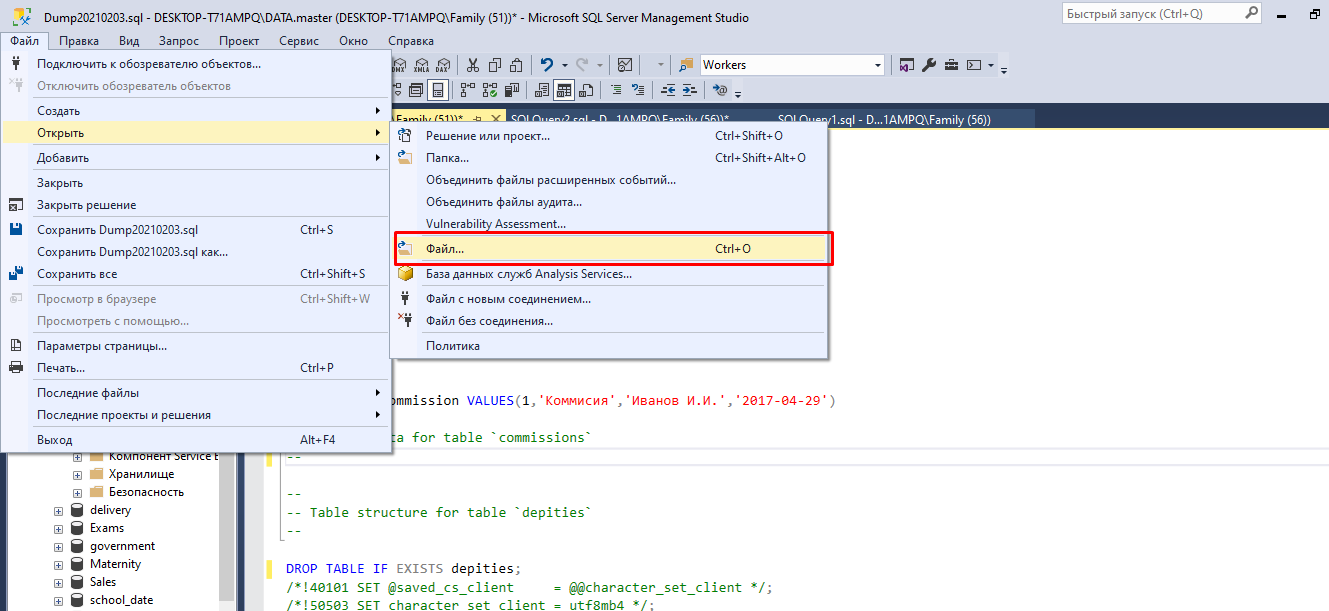 Dump20210203.sql - DESKTOP-T71AMPQ\DATA.master (DESKTOP-T71AMPQ\Family (51))* - Microsoft SQL Server Management Studio
Быстрый запуск (Ctrl+Q)
Файл Правка Вид Запрос Проект Сервис Окно Справка
Подключить к обозревателю объектов...
DMX XMLA DAX
Workers
Отключить обозреватель объектов
Создать
\Family (51))* SQLQuery2.sql - D...1AMPQ\Family (56))* SQLQuery1.sql - D...1AMPQ\Family (56))
Открыть
Решение или проект... Ctrl+Shift+O
Папка... Ctrl+Shift+Alt+O
Объединить файлы расширенных событий...
Объединить файлы аудита...
Vulnerability Assessment...
Файл... Ctrl+O
База данных служб Analysis Services...
Файл с новым соединением...
Файл без соединения...
Политика
Добавить
Закрыть
Закрыть решение
Сохранить Dump20210203.sql Ctrl+S
Сохранить Dump20210203.sql как...
Сохранить все Ctrl+Shift+S
Просмотр в браузере Ctrl+Shift+W
Просмотреть с помощью...
Параметры страницы...
Печать... Ctrl+P
Последние файлы
Последние проекты и решения
Выход Alt+F4
ommission VALUES(1,'Коммисия','Иванов И.И.','2017-04-29')
ta for table `commissions`
--
--
-- Table structure for table `depities`
--
DROP TABLE IF EXISTS depities;
/*!40101 SET @saved_cs_client     = @@character_set_client */;
/*!50503 SET character_set_client = utf8mb4 */;
Компонент Service B
Хранилище
Безопасность
delivery
Exams
government
Maternity
Sales
school_date